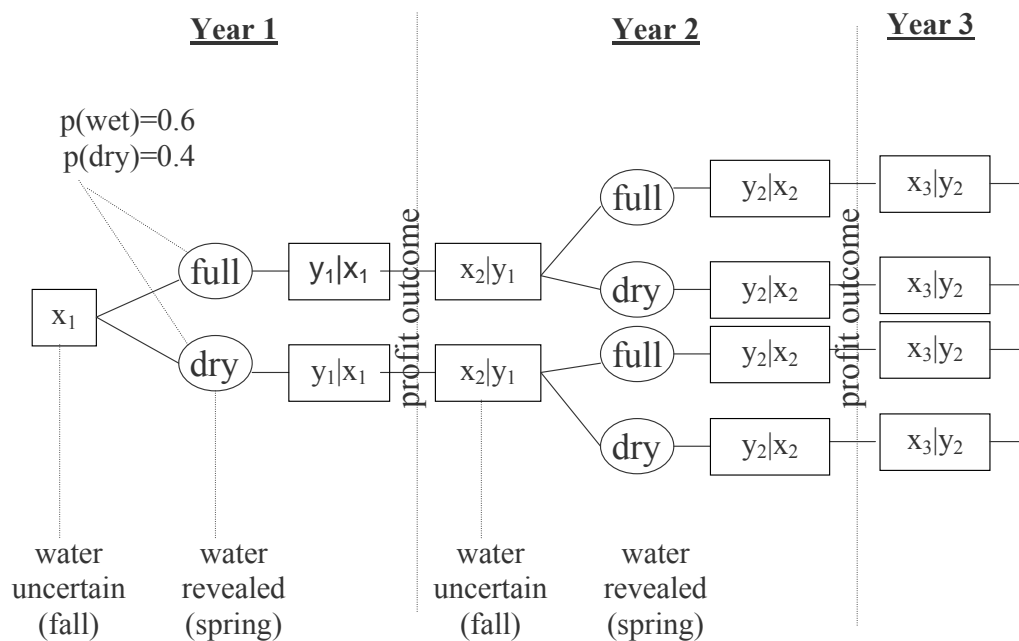 Year 1
Year 2
Year 3
p(wet)=0.6
p(dry)=0.4
x₁
full
dry
y₁|x₁
y₁|x₁
profit outcome
x₂|y₁
x₂|y₁
full
dry
full
dry
y₂|x₂
y₂|x₂
y₂|x₂
y₂|x₂
profit outcome
x₃|y₂
x₃|y₂
x₃|y₂
x₃|y₂
water
uncertain
(fall)
water
revealed
(spring)
water
uncertain
(fall)
water
revealed
(spring)